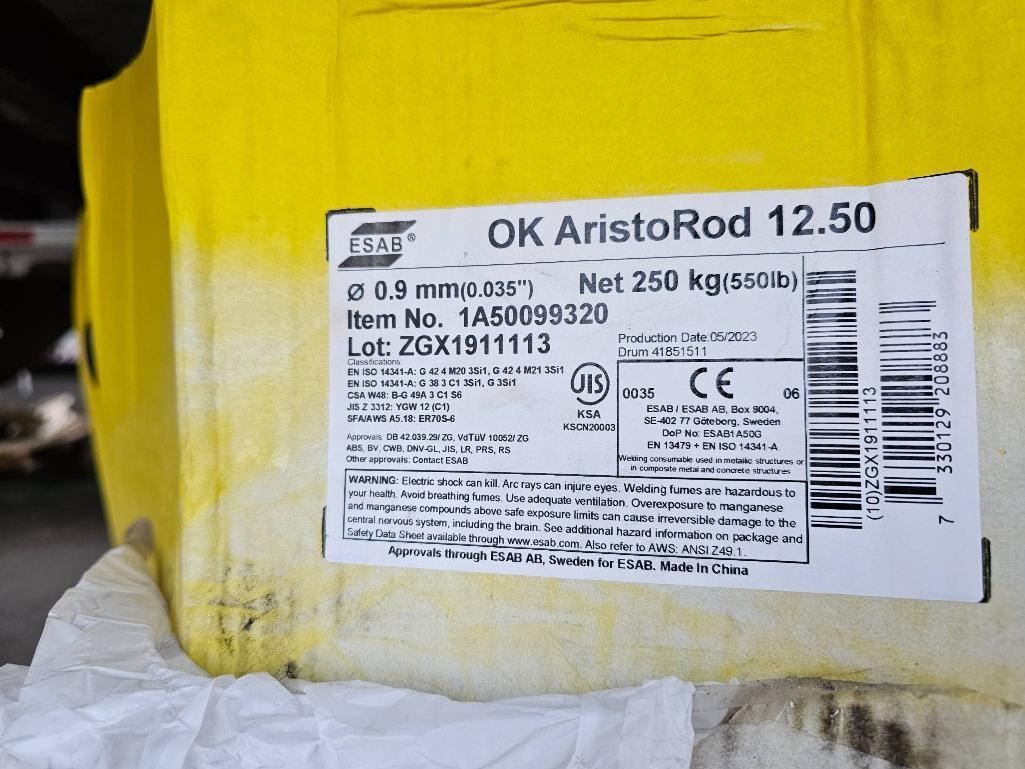 ESAB®
OK AristoRod 12.50
Ø 0.9 mm(0.035") Net 250 kg(550lb)
Item No. 1A50099320
Lot: ZGX1911113
Production Date:05/2023
Drum 41851511
Classifications
EN ISO 14341-A: G 42 4 M20 3Si1, G 42 4 M21 3Si1
EN ISO 14341-A: G 38 3 C1 3Si1, G 3Si1
CSA W48: B-G 49A 3 C1 S6
JIS Z 3312: YGW 12 (C1)
SFA/AWS A5.18: ER70S-6
Approvals: DB 42.039.29/ ZG, VdTüV 10052/ ZG
ABS, BV, CWB, DNV-GL, JIS, LR, PRS, RS
Other approvals: Contact ESAB
JIS
KSA
KSCN20003
0035 CE 06
ESAB / ESAB AB, Box 8004,
SE-402 77 Göteborg, Sweden
DoP No: ESAB1A50G
EN 13479 + EN ISO 14341-A
Welding consumable used in metallic structures or
in composite metal and concrete structures
WARNING: Electric shock can kill. Arc rays can injure eyes. Welding fumes are hazardous to
your health. Avoid breathing fumes. Use adequate ventilation. Overexposure to manganese
and manganese compounds above safe exposure limits can cause irreversible damage to the
central nervous system, including the brain. See additional hazard information on package and
Safety Data Sheet available through www.esab.com. Also refer to AWS: ANSI Z49.1.
Approvals through ESAB AB, Sweden for ESAB. Made In China
(10)ZGX1911113
7 330129 208883